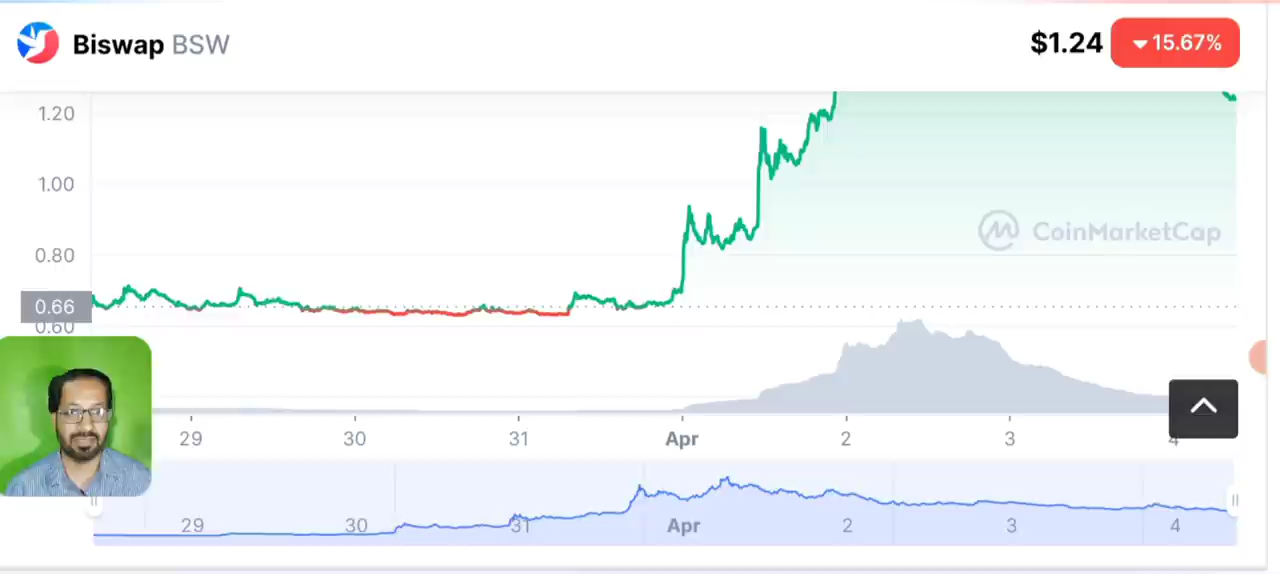 Biswap BSW
$1.24 15.67%
1.20
1.00
0.80
0.66
0.60
CoinMarketCap
29 30 31 Apr 2 3 4
29 30 31 Apr 2 3 4